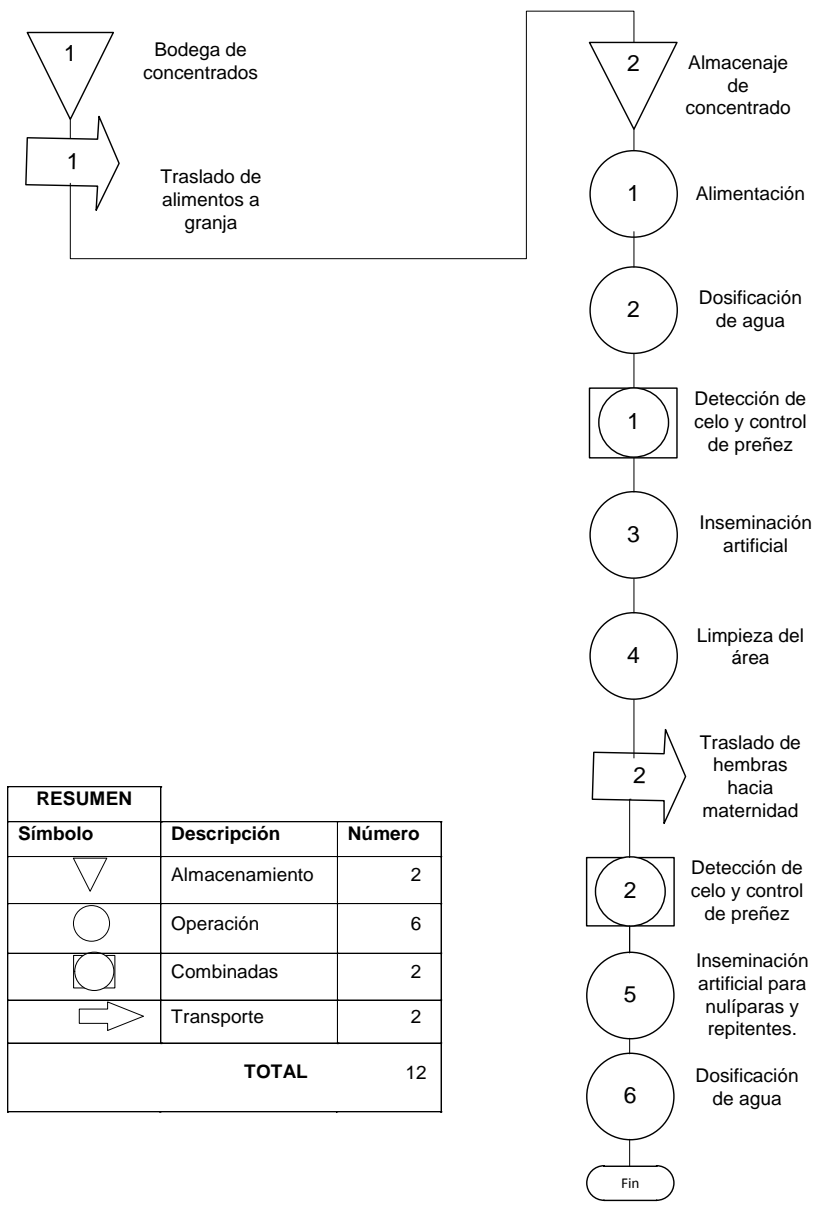 1
Bodega de
concentrados
1
Traslado de
alimentos a
granja
2
Almacenaje
de
concentrado
1
Alimentación
2
Dosificación
de agua
1
Detección de
celo y control
de preñez
3
Inseminación
artificial
4
Limpieza del
área
2
Traslado de
hembras
hacia
maternidad
2
Detección de
celo y control
de preñez
5
Inseminación
artificial para
nulíparas y
repitentes.
6
Dosificación
de agua
Fin
RESUMEN
Símbolo Descripción Número
Almacenamiento 2
Operación 6
Combinadas 2
Transporte 2
TOTAL 12